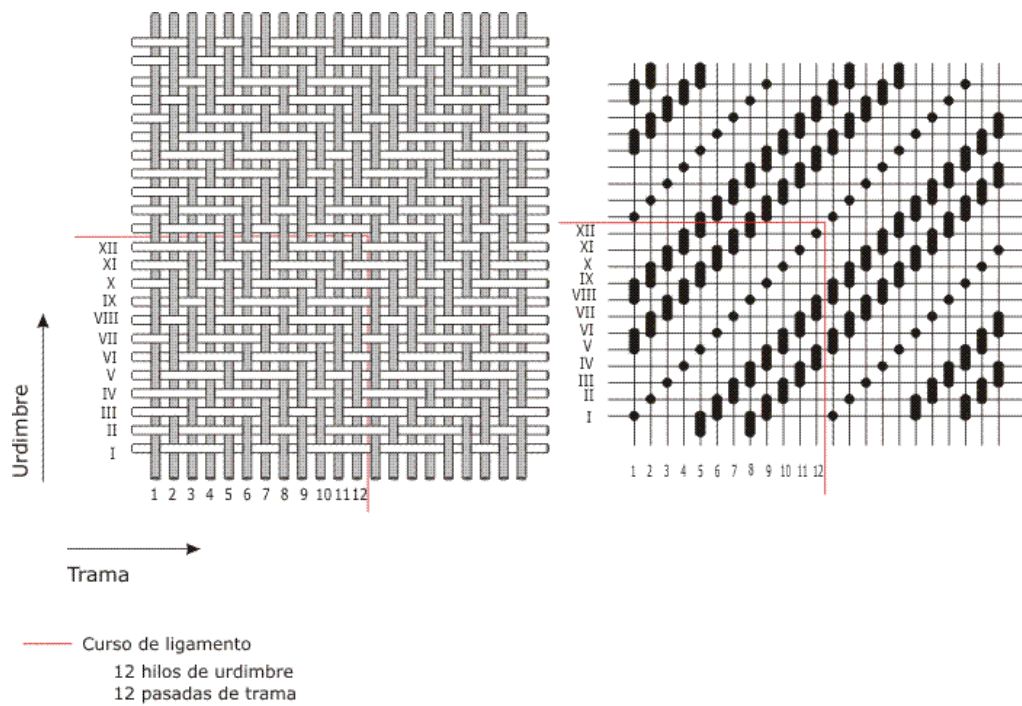 XII
XI
X
IX
VIII
VII
VI
V
IV
III
II
I
1 2 3 4 5 6 7 8 9 10 11 12
Urdimbre
Trama
XII
XI
X
IX
VIII
VII
VI
V
IV
III
II
I
1 2 3 4 5 6 7 8 9 10 11 12
Curso de ligamento
12 hilos de urdimbre
12 pasadas de trama